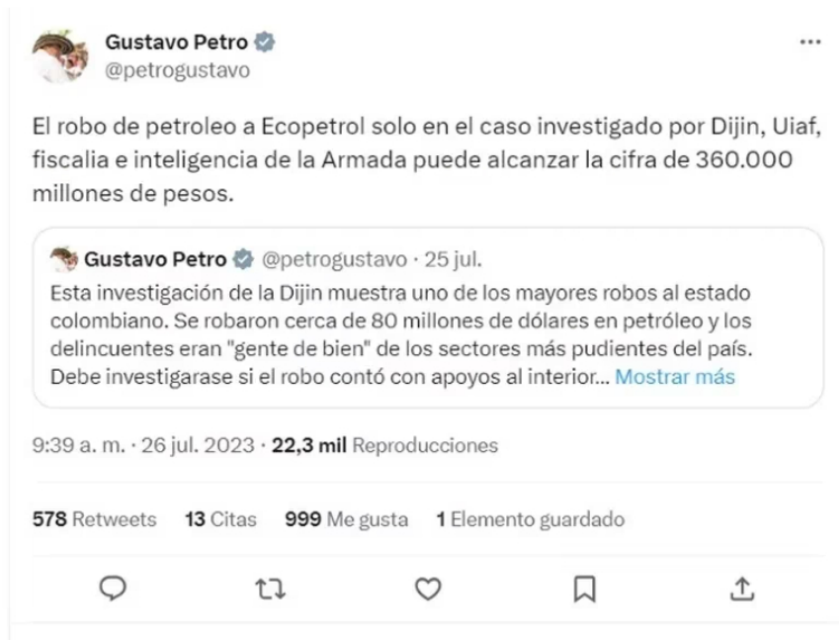 Gustavo Petro
@petrogustavo
El robo de petroleo a Ecopetrol solo en el caso investigado por Dijin, Uiaf,
fiscalia e inteligencia de la Armada puede alcanzar la cifra de 360.000
millones de pesos.
Gustavo Petro @petrogustavo · 25 jul.
Esta investigación de la Dijin muestra uno de los mayores robos al estado
colombiano. Se robaron cerca de 80 millones de dólares en petróleo y los
delincuentes eran "gente de bien" de los sectores más pudientes del país.
Debe investigarase si el robo contó con apoyos al interior... Mostrar más
9:39 a. m. · 26 jul. 2023 · 22,3 mil Reproducciones
578 Retweets 13 Citas 999 Me gusta 1 Elemento guardado